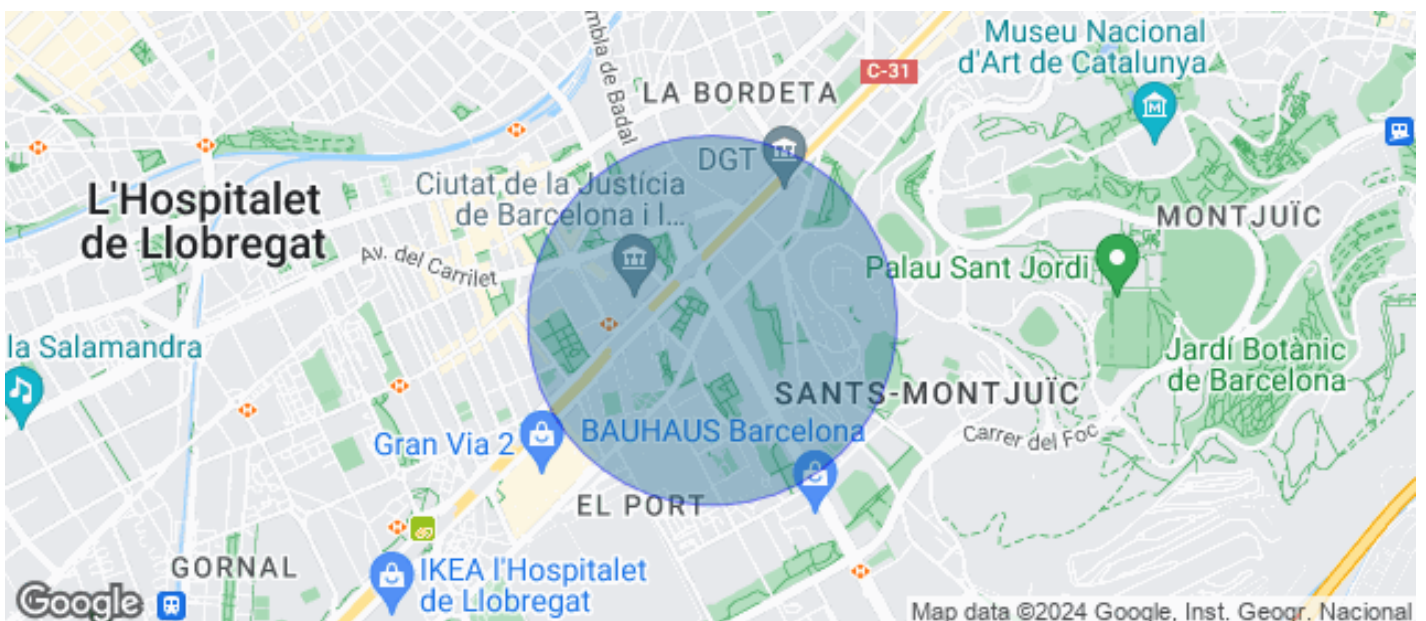 Museu Nacional
d'Art de Catalunya
mbla de Badal
C-31
LA BORDETA
DGT
L'Hospitalet
de Llobregat
Ciutat de la Justícia
de Barcelona i l...
Av. del Carrilet
MONTJUÏC
Palau Sant Jordi
la Salamandra
Jardí Botànic
de Barcelona
SANTS-MONTJUÏC
Carrer del Foc
Gran Via 2
BAUHAUS Barcelona
EL PORT
GORNAL
IKEA l'Hospitalet
de Llobregat
Google
Map data ©2024 Google, Inst. Geogr. Nacional